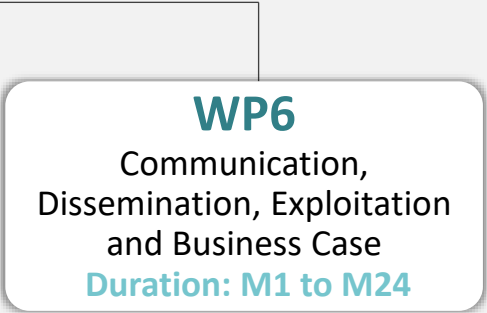 WP6
Communication,
Dissemination, Exploitation
and Business Case
Duration: M1 to M24